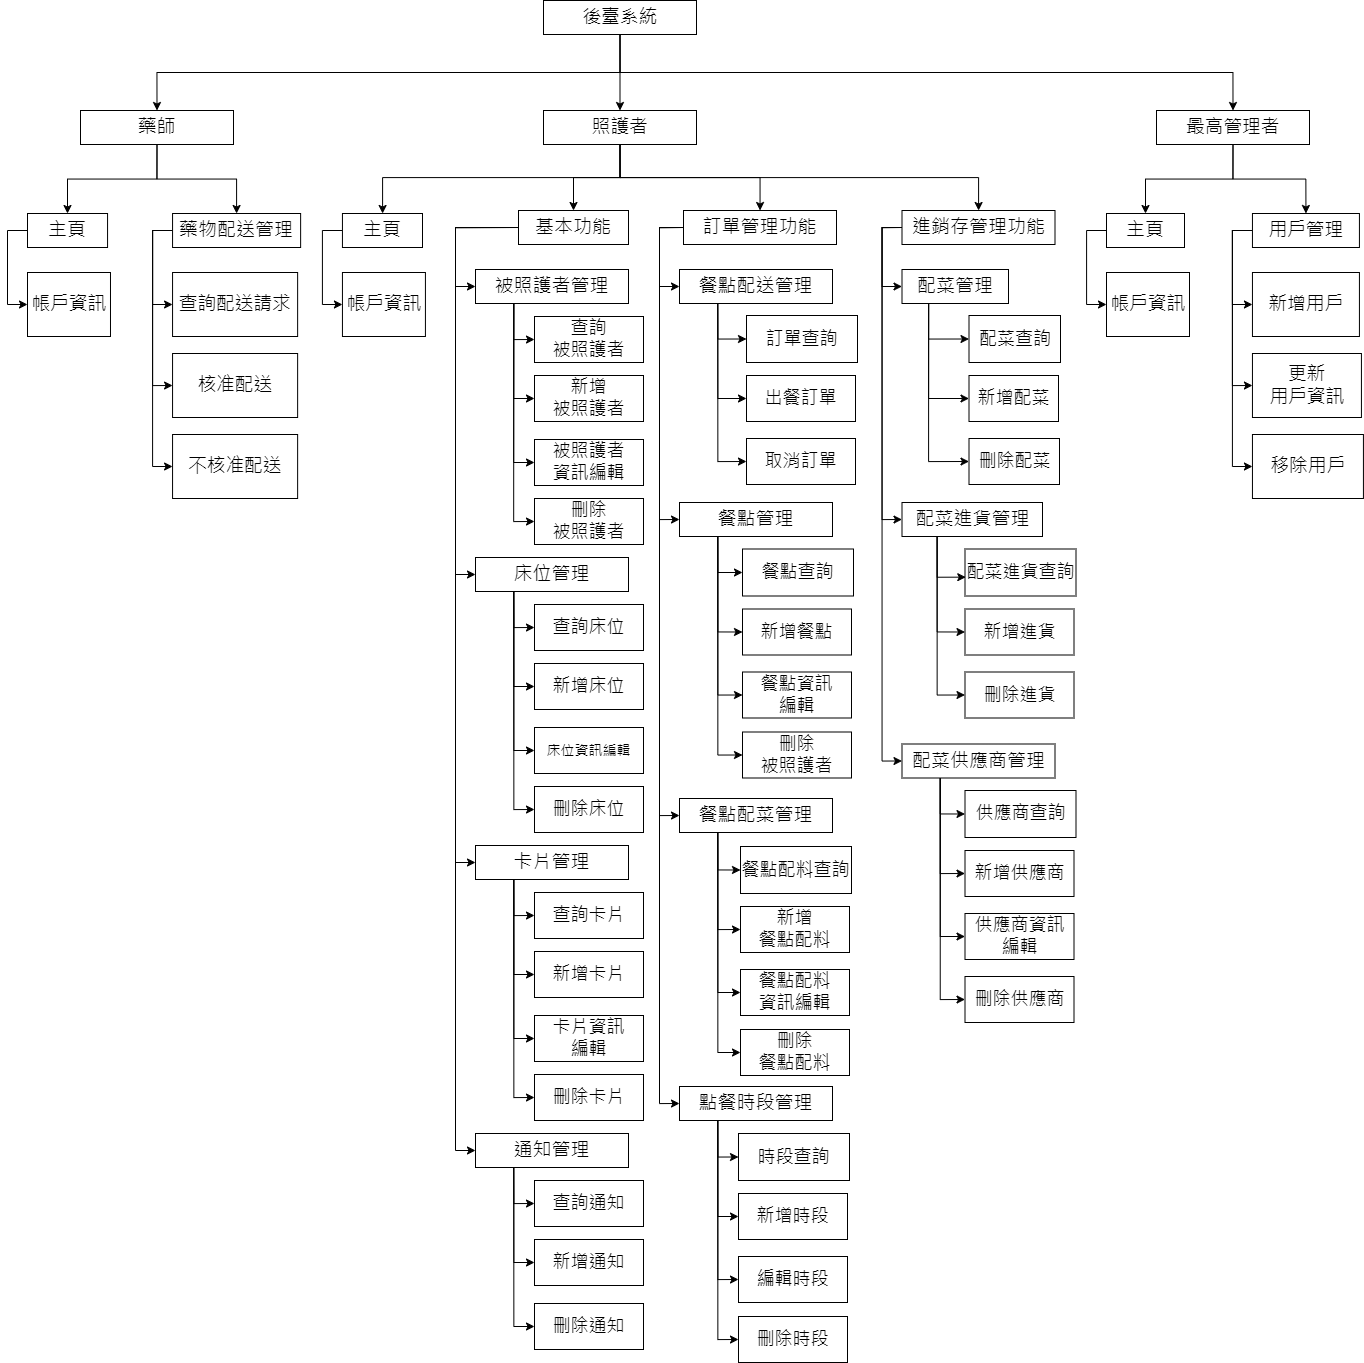 後臺系統
藥師
照護者
最高管理者
主頁
藥物配送管理
主頁
基本功能
訂單管理功能
進銷存管理功能
主頁
用戶管理
帳戶資訊
查詢配送請求
核准配送
不核准配送
帳戶資訊
被照護者管理
查詢
被照護者
新增
被照護者
被照護者
資訊編輯
刪除
被照護者
床位管理
查詢床位
新增床位
床位資訊編輯
刪除床位
卡片管理
查詢卡片
新增卡片
卡片資訊
編輯
刪除卡片
通知管理
查詢通知
新增通知
刪除通知
餐點配送管理
訂單查詢
出餐訂單
取消訂單
餐點管理
餐點查詢
新增餐點
餐點資訊
編輯
刪除
被照護者
餐點配菜管理
餐點配料查詢
新增
餐點配料
餐點配料
資訊編輯
刪除
餐點配料
點餐時段管理
時段查詢
新增時段
編輯時段
刪除時段
配菜管理
配菜查詢
新增配菜
刪除配菜
配菜進貨管理
配菜進貨查詢
新增進貨
刪除進貨
配菜供應商管理
供應商查詢
新增供應商
供應商資訊
編輯
刪除供應商
帳戶資訊
新增用戶
更新
用戶資訊
移除用戶